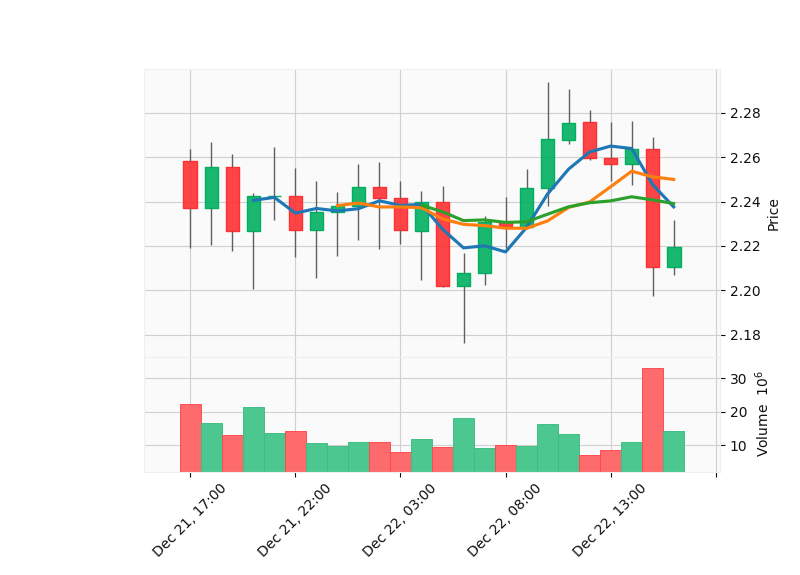 2.28
2.26
2.24
2.22
2.20
2.18
Price
30
20
10
Volume 10^6
Dec 21, 17:00
Dec 21, 22:00
Dec 22, 03:00
Dec 22, 08:00
Dec 22, 13:00